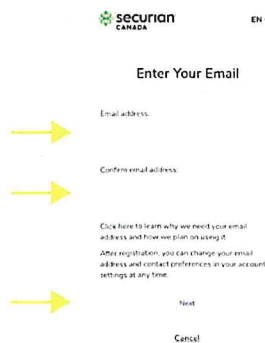 securian
CANADA
EN
Enter Your Email
Email address:
Confirm email address:
Click here to learn why we need your email
address and how we plan on using it
After registration, you can change your email
address and contact preferences in your account
settings at any time.
Next
Cancel